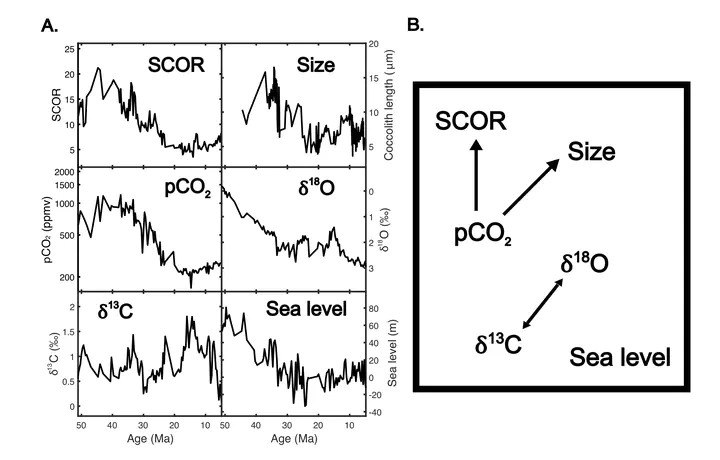 A.
B.
SCOR
Size
25
20
15
10
5
SCOR
20
15
10
5
Coccolith length (μm)
pCO₂
δ¹⁸O
2000
1500
1000
500
200
pCO₂ (ppmv)
0
1
2
3
δ¹⁸O (‰)
δ¹³C
Sea level
2
1.5
1
0.5
0
δ¹³C (‰)
80
60
40
20
0
-20
-40
Sea level (m)
50 40 30 20 10
50 40 30 20 10
Age (Ma)
Age (Ma)
SCOR
Size
pCO₂
δ¹⁸O
δ¹³C
Sea level